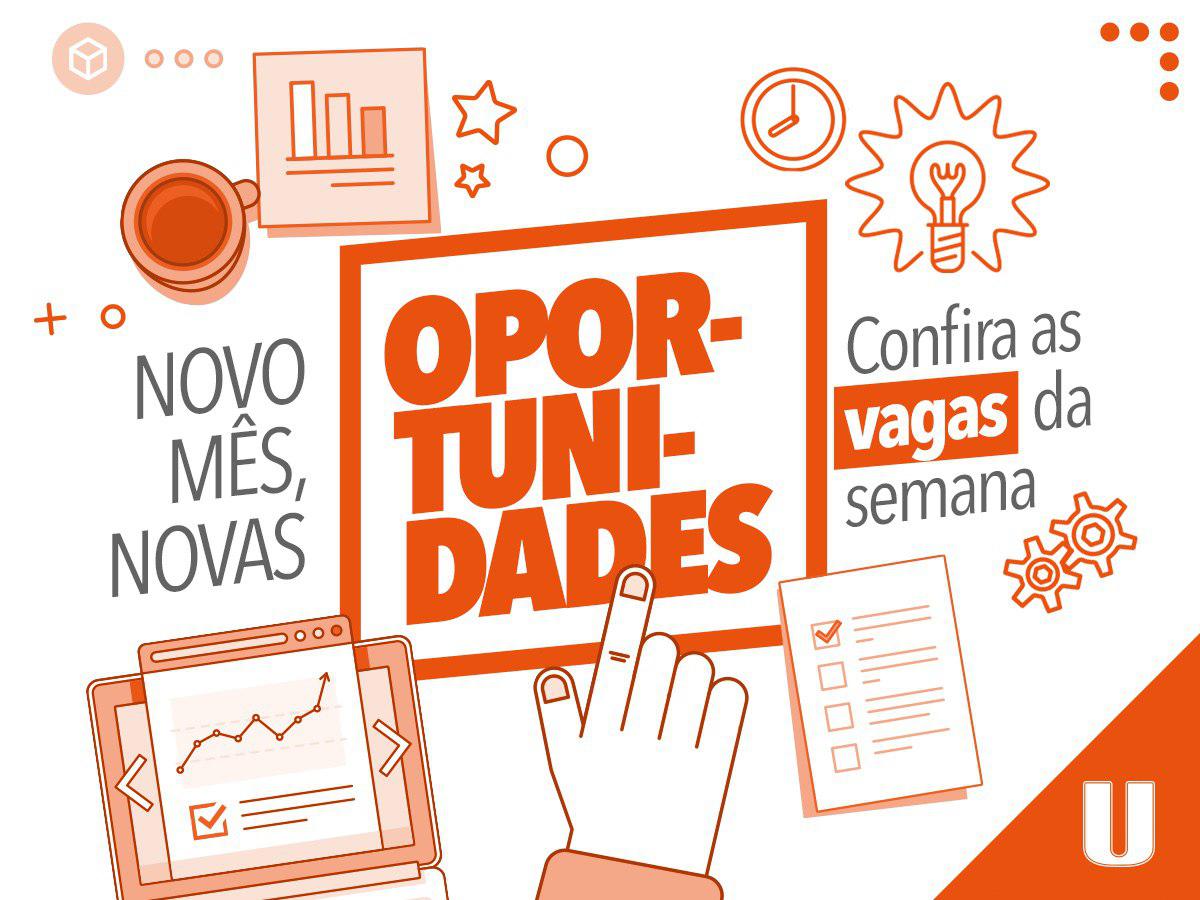 NOVO
MÊS,
NOVAS
OPOR-
TUNI-
DADES
Confira as
vagas da
semana
U